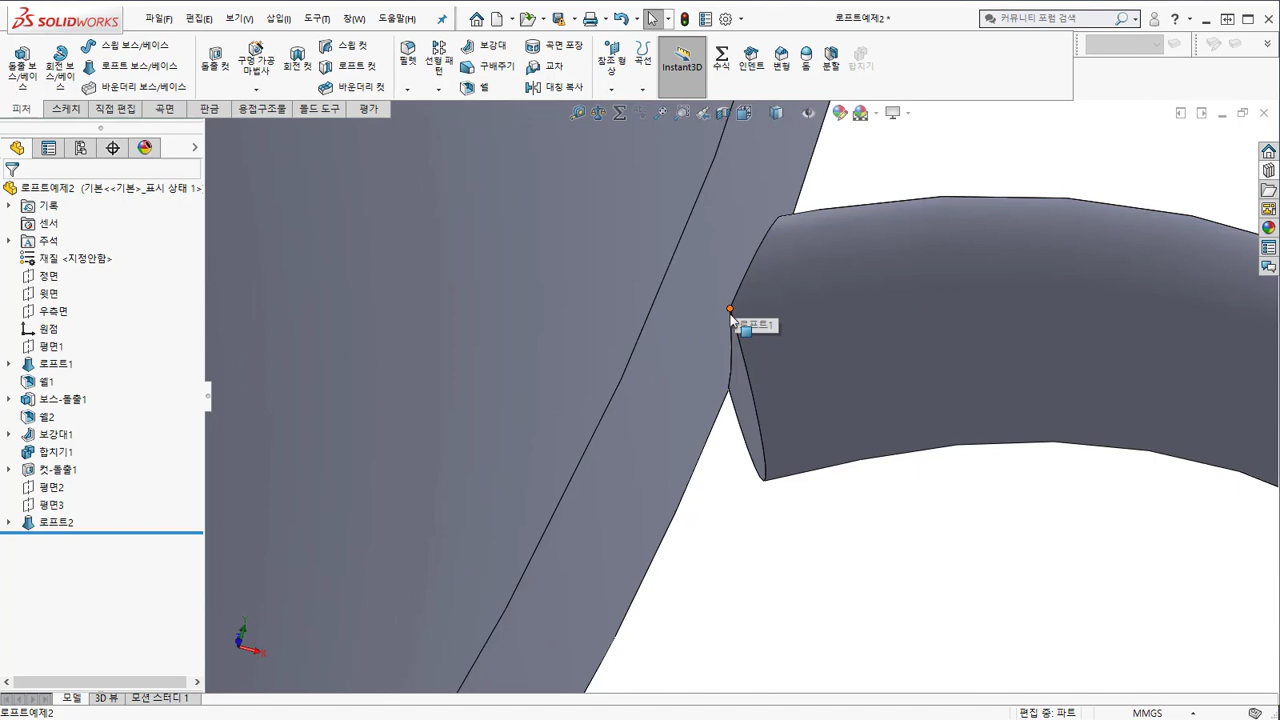 SOLIDWORKS
파일(F)
편집(E)
보기(V)
삽입(I)
도구(T)
창(W)
도움말(H)
로프트예제2 *
커뮤니티 포럼 검색
돌출 보스/베이스
회전 보스/베이스
스윕 보스/베이스
로프트 보스/베이스
바운더리 보스/베이스
돌출 컷
구멍 가공 마법사
회전 컷
스윕 컷
로프트 컷
바운더리 컷
필렛
선형 패턴
보강대
구배주기
쉘
곡면 포장
교차
대칭 복사
참조 형상
곡선
Instant3D
수식
인덴트
변형
돔
분할
합치기
피처
스케치
직접 편집
곡면
판금
용접구조물
몰드 도구
평가
로프트예제2 (기본<<기본>_표시 상태 1>
기록
센서
주석
재질 <지정안함>
정면
윗면
우측면
원점
평면1
로프트1
쉘1
보스-돌출1
쉘2
보강대1
합치기1
컷-돌출1
평면2
평면3
로프트2
로프트1
모델
3D 뷰
모션 스터디 1
로프트예제2
편집 중: 파트
MMGS